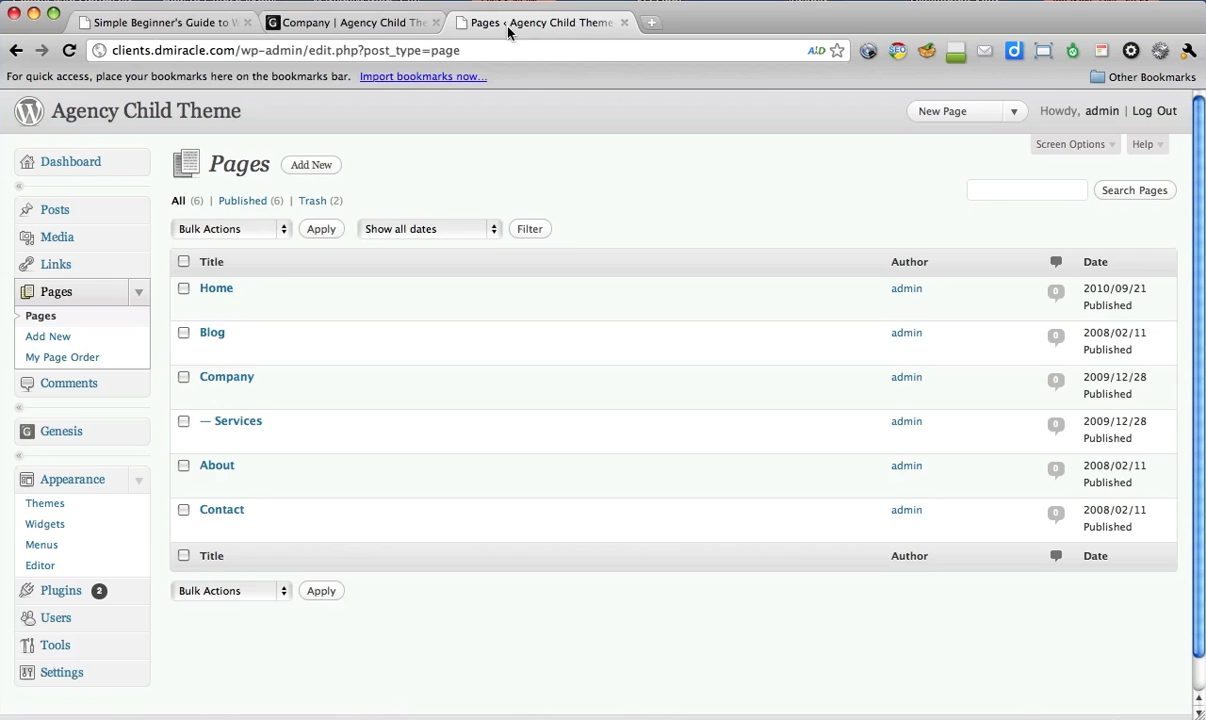 Simple Beginner's Guide to W
Company | Agency Child The
Pages ‹ Agency Child Theme
clients.dmiracle.com/wp-admin/edit.php?post_type=page
For quick access, place your bookmarks here on the bookmarks bar. Import bookmarks now...
Other Bookmarks
Agency Child Theme
New Page
Howdy, admin | Log Out
Screen Options
Help
Dashboard
Posts
Media
Links
Pages
Pages
Add New
My Page Order
Comments
Genesis
Appearance
Themes
Widgets
Menus
Editor
Plugins 2
Users
Tools
Settings
Pages
Add New
All (6) | Published (6) | Trash (2)
Search Pages
Bulk Actions
Apply
Show all dates
Filter
Title
Author
Date
Home
admin
0
2010/09/21
Published
Blog
admin
0
2008/02/11
Published
Company
admin
0
2009/12/28
Published
— Services
admin
0
2009/12/28
Published
About
admin
0
2008/02/11
Published
Contact
admin
0
2008/02/11
Published
Title
Author
Date
Bulk Actions
Apply